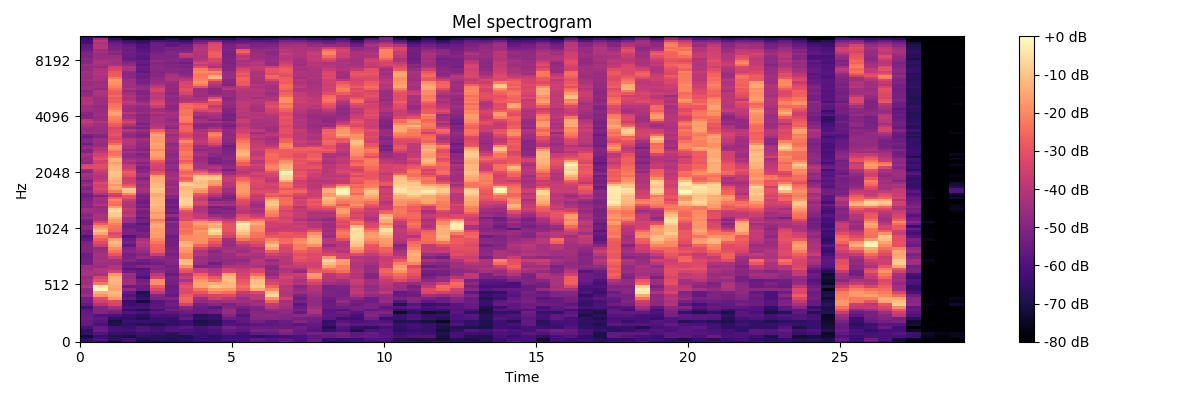 Mel spectrogram
8192
4096
2048
1024
512
0
Hz
0
5
10
15
20
25
Time
+0 dB
-10 dB
-20 dB
-30 dB
-40 dB
-50 dB
-60 dB
-70 dB
-80 dB